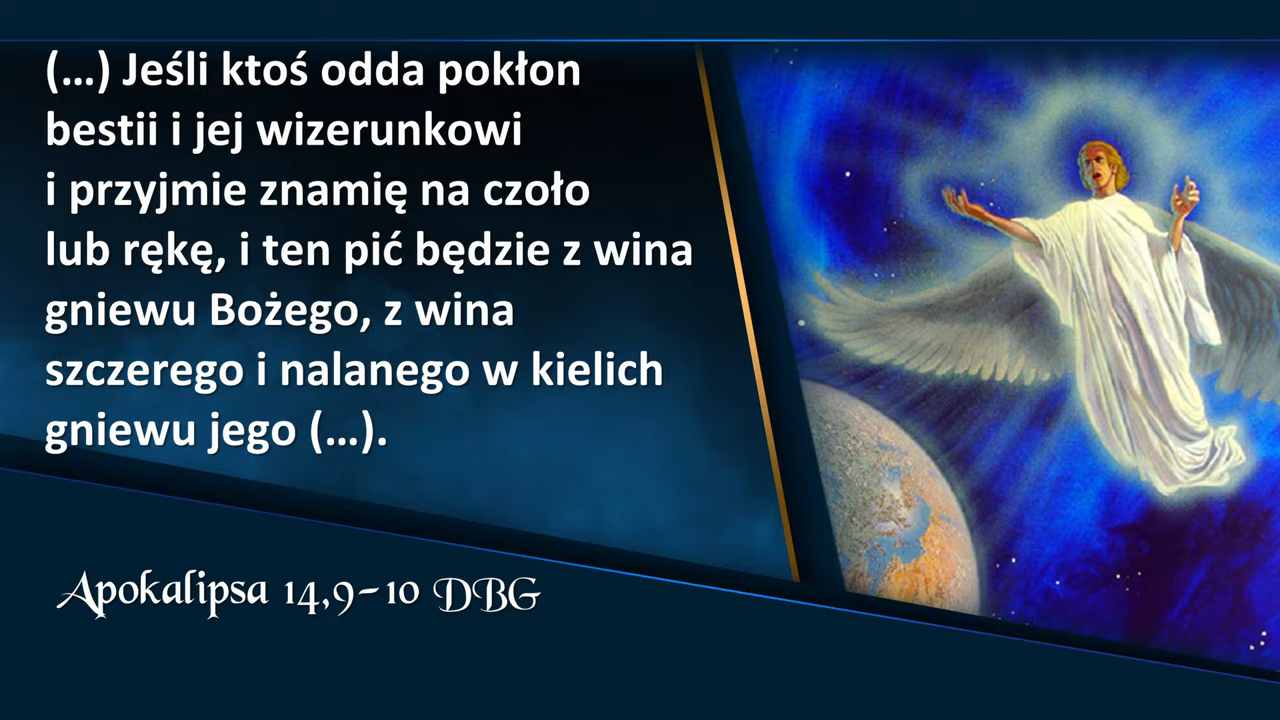 (...) Jeśli ktoś odda pokłon
bestii i jej wizerunkowi
i przyjmie znamię na czoło
lub rękę, i ten pić będzie z wina
gniewu Bożego, z wina
szczerego i nalanego w kielich
gniewu jego (...).
Apokalipsa 14,9-10 DBG